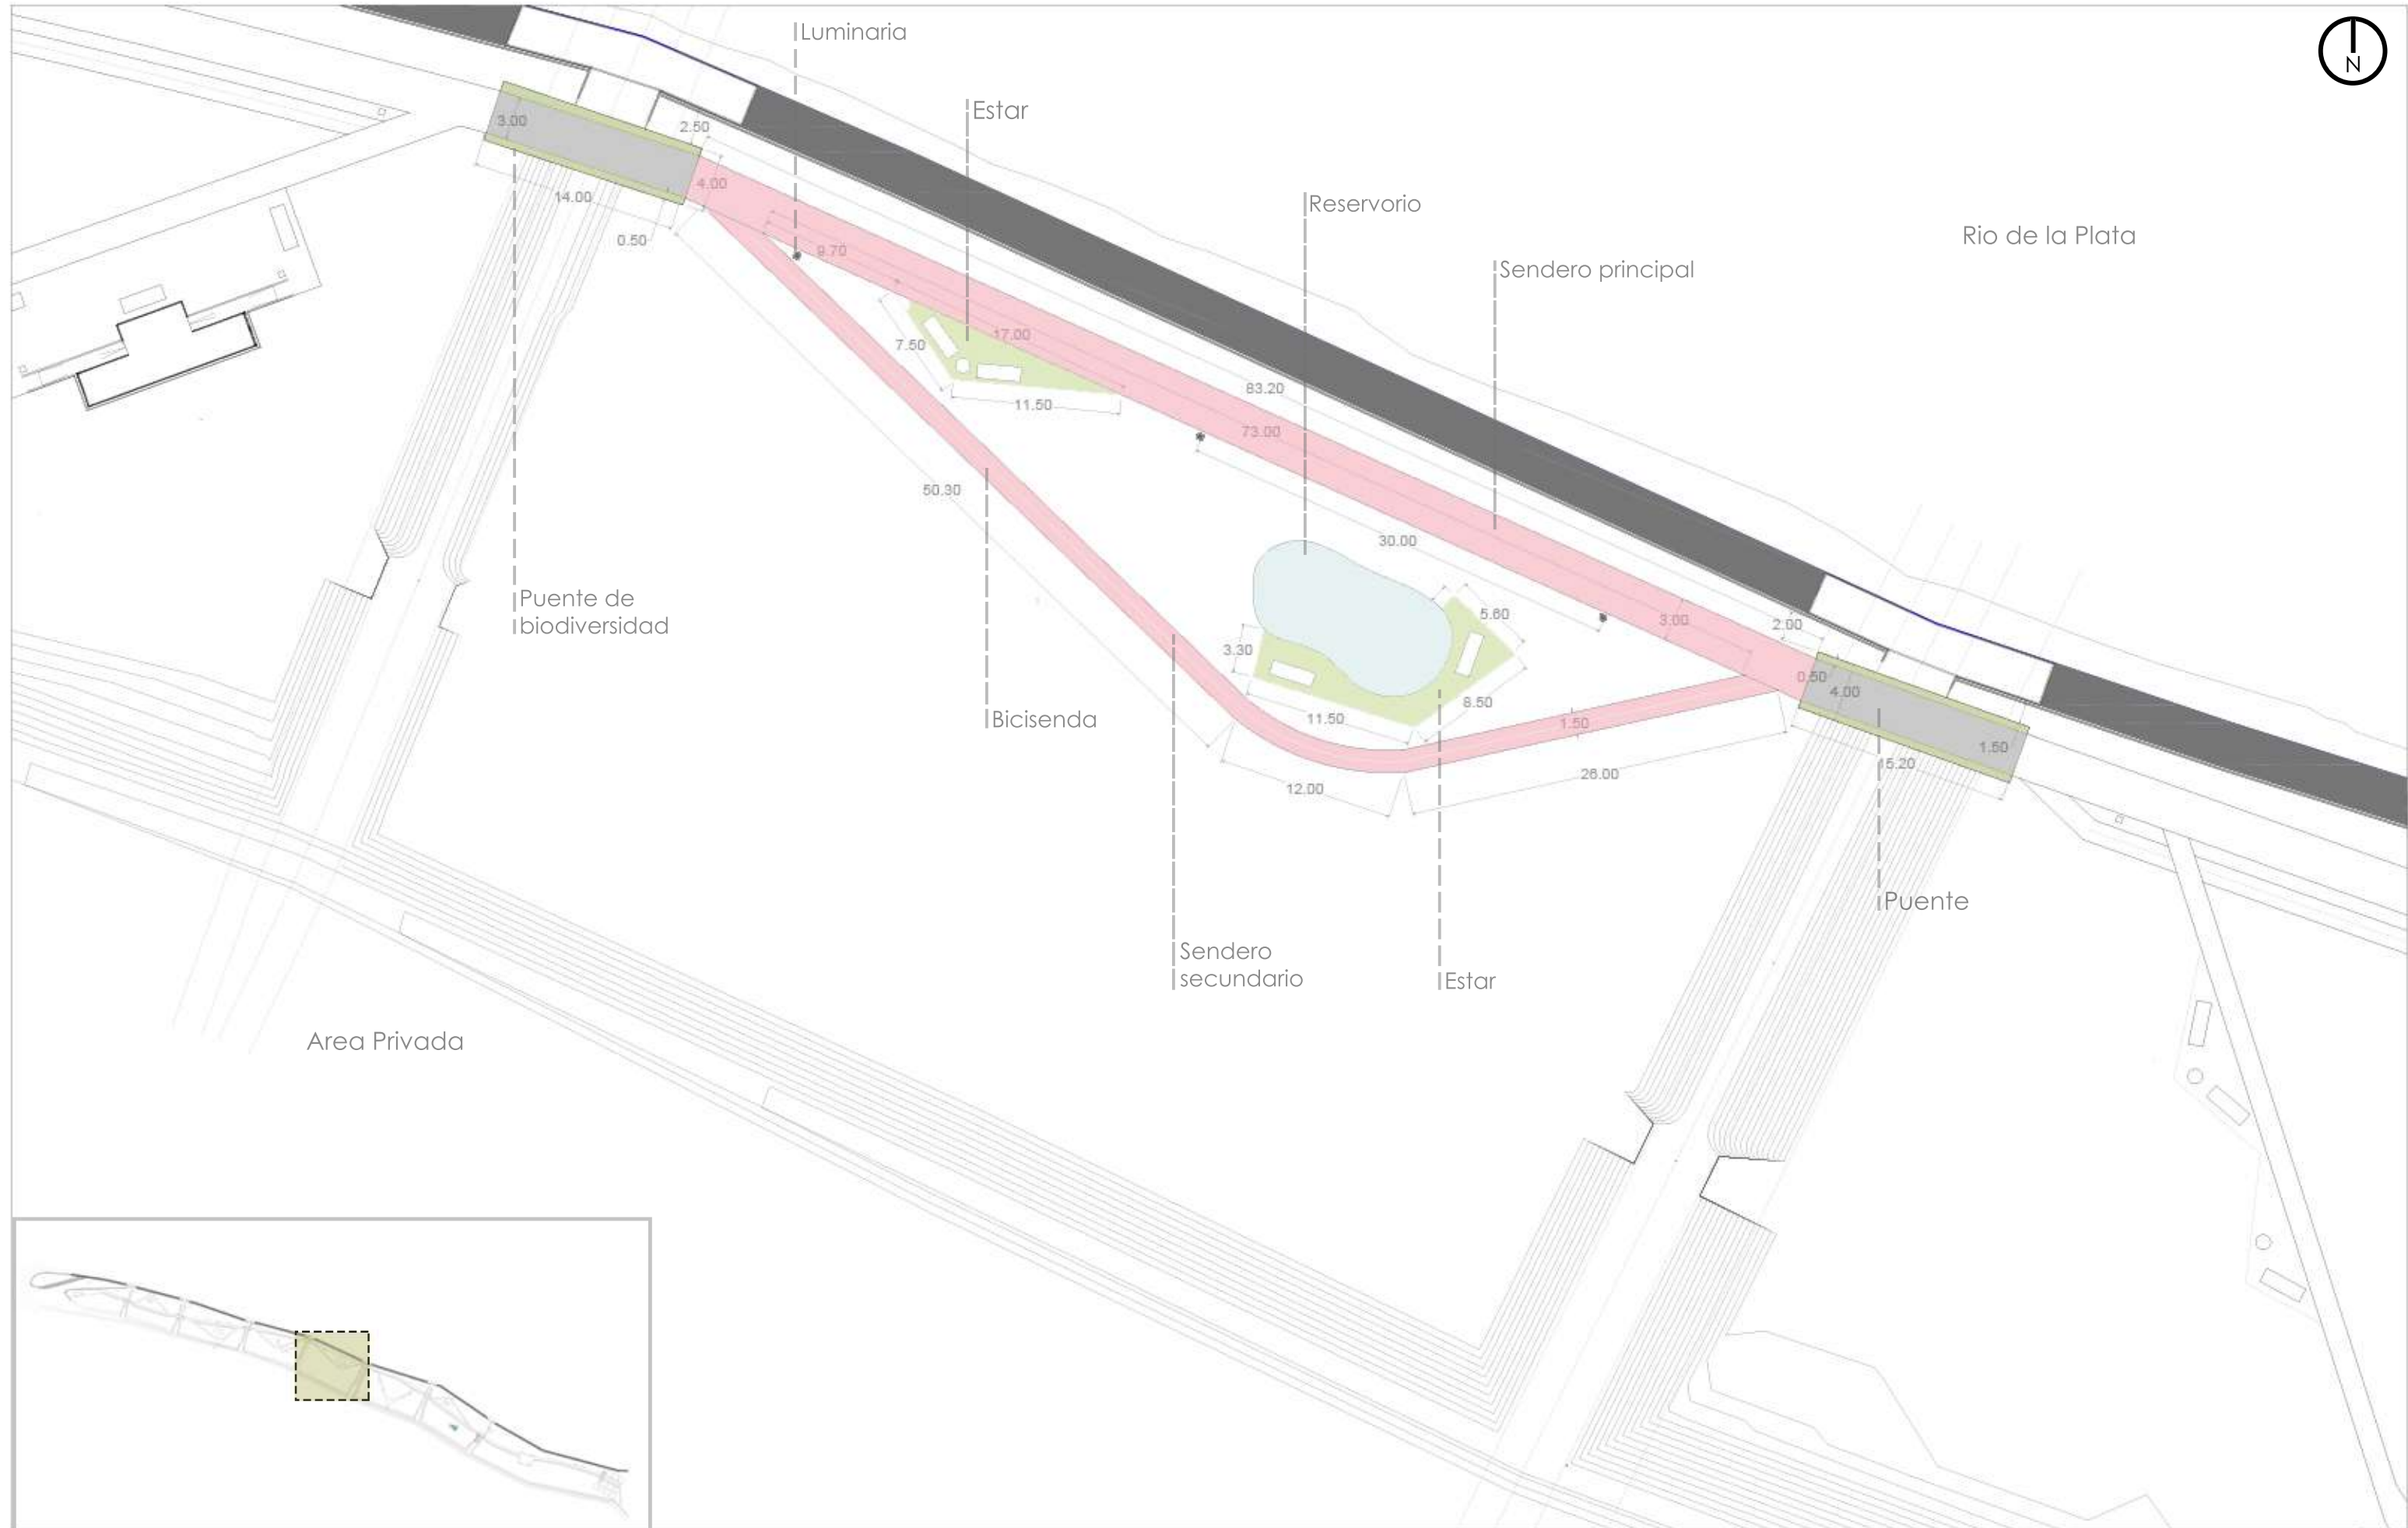 Luminaria
N
Estar
3.00
2.50
4.00
14.00
Reservorio
0.50
Rio de la Plata
9.70
Sendero principal
17.00
7.50
83.20
11.50
73.00
50.30
30.00
Puente de
biodiversidad
5.60
3.00
2.00
3.30
0.50
4.00
8.50
11.50
1.50
Bicisenda
1.50
15.20
26.00
12.00
Puente
Sendero
secundario
Estar
Area Privada